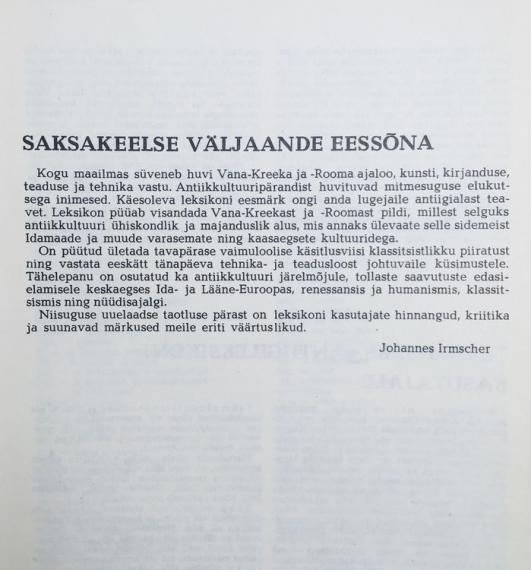 SAKSAKEELSE VÄLJAANDE EESSÕNA
Kogu maailmas süveneb huvi Vana-Kreeka ja -Rooma ajaloo, kunsti, kirjanduse,
teaduse ja tehnika vastu. Antiikkultuuripärandist huvituvad mitmesuguse elukut-
sega inimesed. Käesoleva leksikoni eesmärk ongi anda lugejaile antiigialast tea-
vet. Leksikon püüab visandada Vana-Kreekast ja -Roomast pildi, millest selguks
antiikkultuuri ühiskondlik ja majanduslik alus, mis annaks ülevaate selle sidemeist
Idamaade ja muude varasemate ning kaasaegsete kultuuridega.
On püütud ületada tavapärase vaimuloolise käsitlusviisi klassitsistlikku piiratust
ning vastata eeskätt tänapäeva tehnika- ja teadusloost johtuvaile küsimustele.
Tähelepanu on osutatud ka antiikkultuuri järelmõjule, tollaste saavutuste edasi-
elamisele keskaegses Ida- ja Lääne-Euroopas, renessansis ja humanismis, klassit-
sismis ning nüüdisajalgi.
Niisuguse uuelaadse taotluse pärast on leksikoni kasutajate hinnangud, kriitika
ja suunavad märkused meile eriti väärtuslikud.
Johannes Irmscher